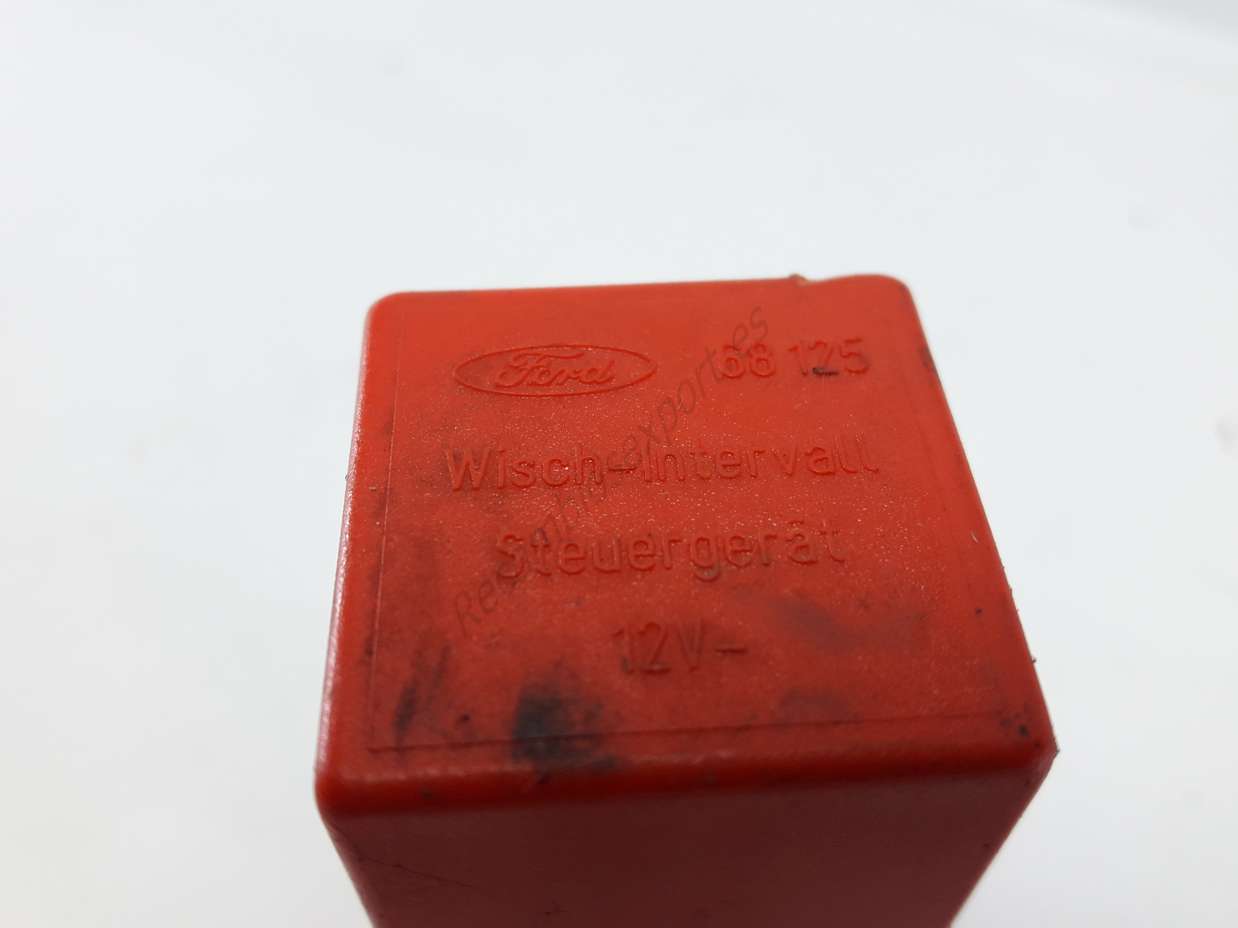 Ford 68 125
Wisch-Intervall
Steuergerät
12V-